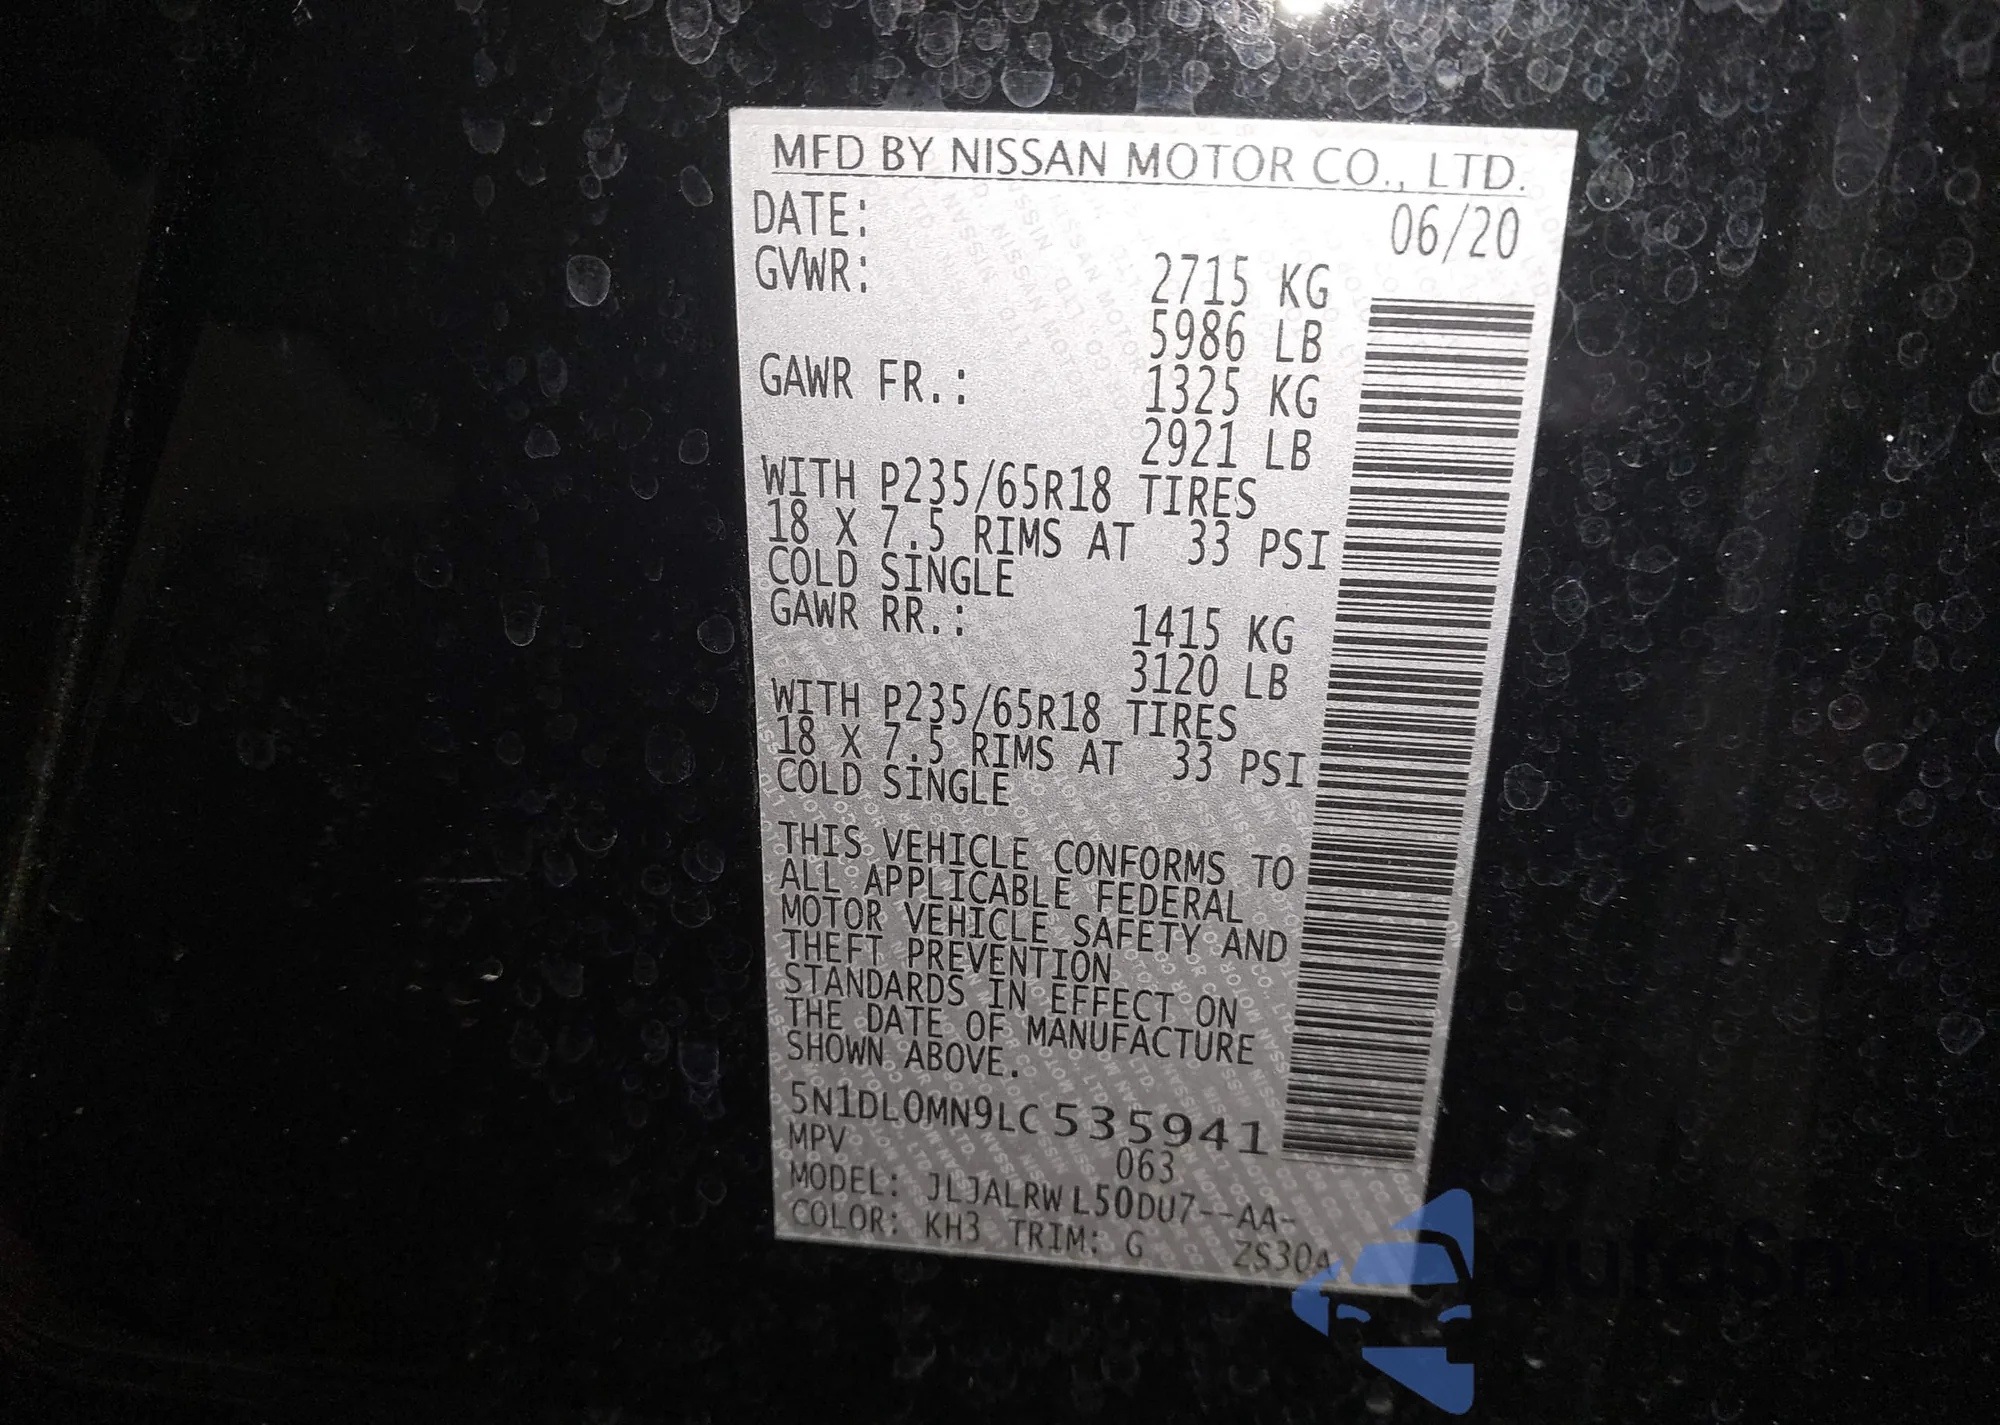 MFD BY NISSAN MOTOR CO., LTD.
DATE: 06/20
GVWR: 2715 KG
5986 LB
GAWR FR.: 1325 KG
2921 LB
WITH P235/65R18 TIRES
18 X 7.5 RIMS AT 33 PSI
COLD SINGLE
GAWR RR.: 1415 KG
3120 LB
WITH P235/65R18 TIRES
18 X 7.5 RIMS AT 33 PSI
COLD SINGLE
THIS VEHICLE CONFORMS TO
ALL APPLICABLE FEDERAL
MOTOR VEHICLE SAFETY AND
THEFT PREVENTION
STANDARDS IN EFFECT ON
THE DATE OF MANUFACTURE
SHOWN ABOVE.
5N1DL0MN9LC535941
MPV 063
MODEL: JLJALRWL50DU7--AA-
COLOR: KH3 TRIM: G ZS30A